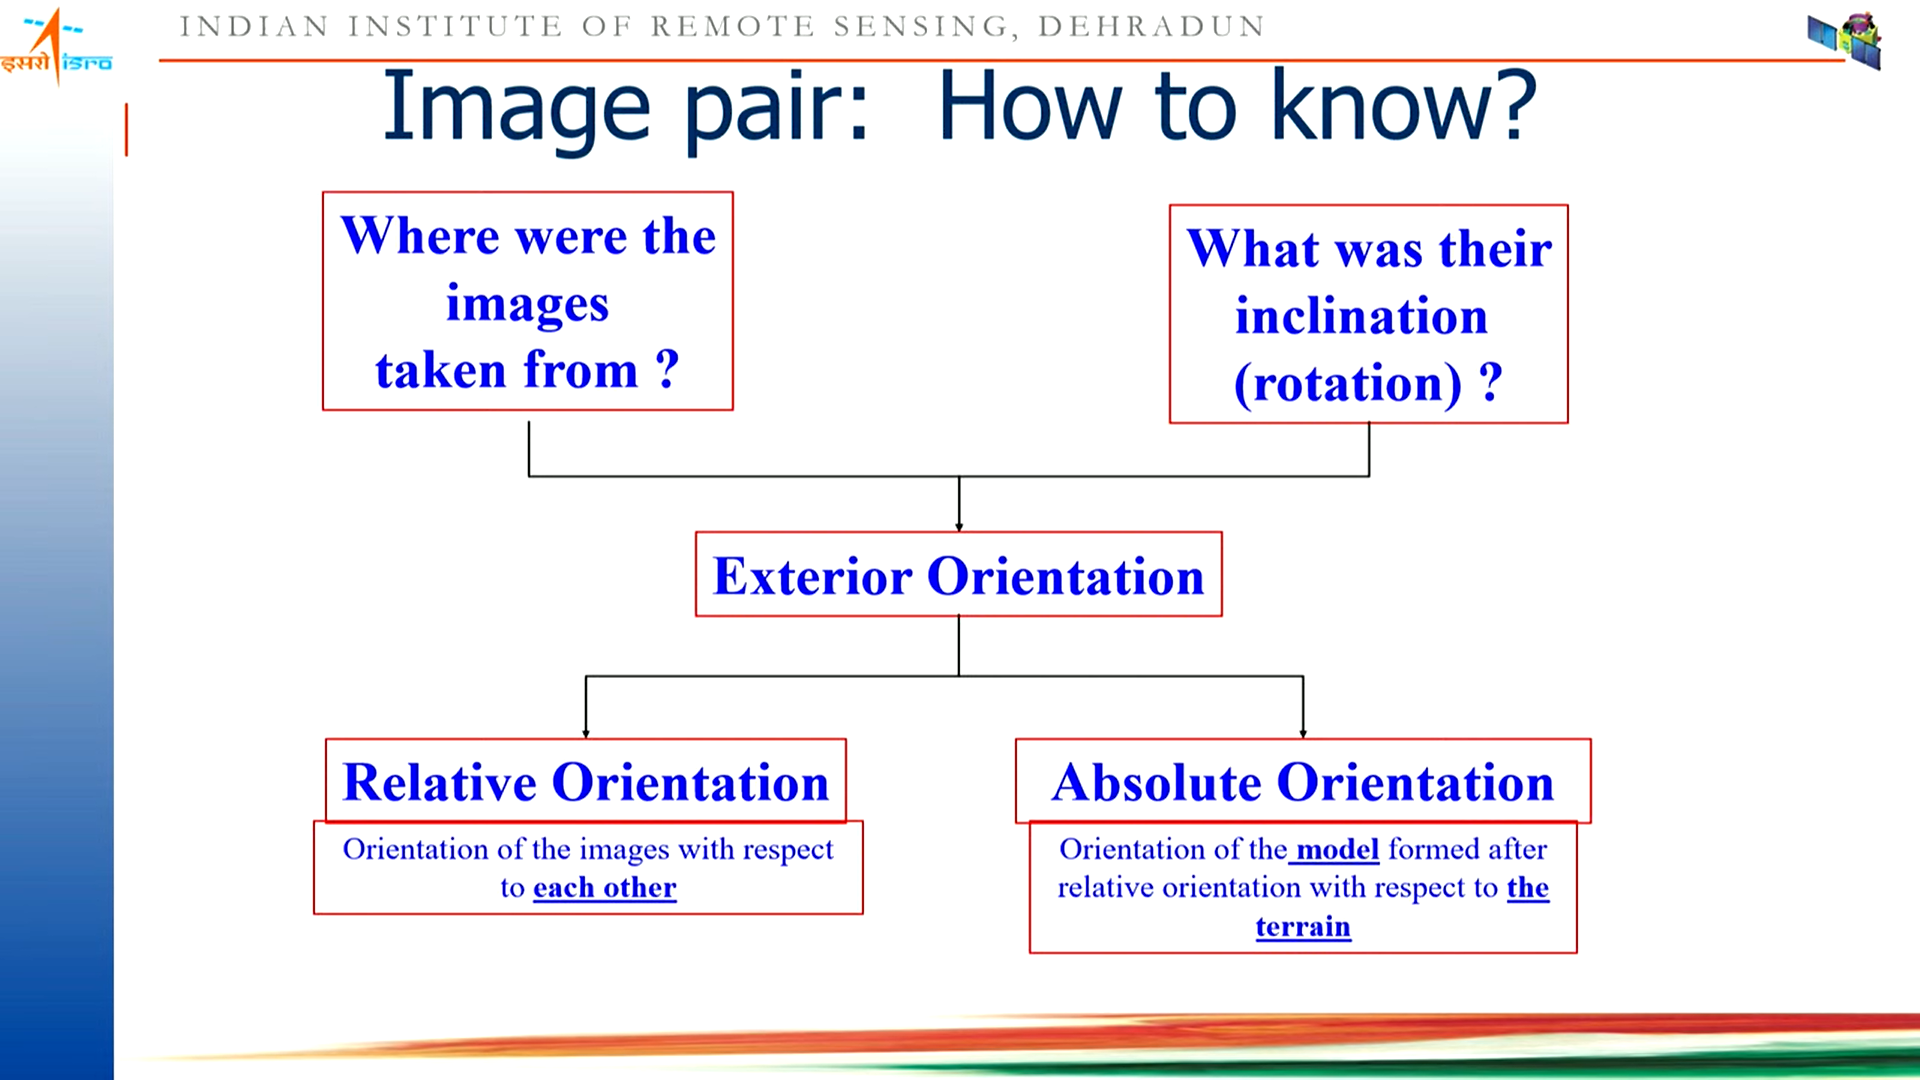 INDIAN INSTITUTE OF REMOTE SENSING, DEHRADUN
इसरो isro
Image pair: How to know?
Where were the
images
taken from ?
What was their
inclination
(rotation) ?
Exterior Orientation
Relative Orientation
Orientation of the images with respect
to each other
Absolute Orientation
Orientation of the model formed after
relative orientation with respect to the
terrain